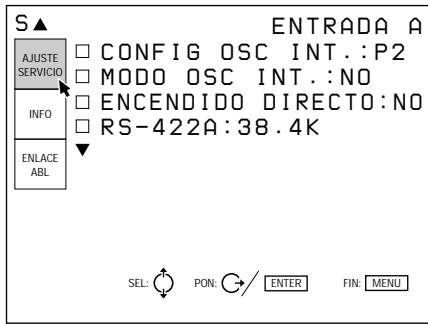 S▲ ENTRADA A
AJUSTE
SERVICIO
□ CONFIG OSC INT.:P2
□ MODO OSC INT.:NO
□ ENCENDIDO DIRECTO:NO
□ RS-422A:38.4K
▼
INFO
ENLACE
ABL
SEL: PON: / ENTER FIN: MENU